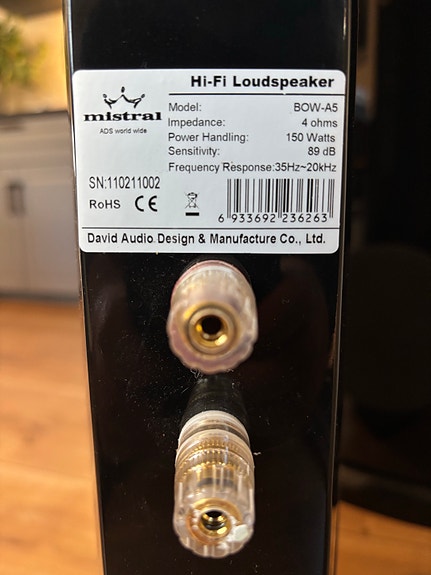 Hi-Fi Loudspeaker
mistral
ADS world wide
Model: BOW-A5
Impedance: 4 ohms
Power Handling: 150 Watts
Sensitivity: 89 dB
Frequency Response:35Hz~20kHz
SN:110211002
RoHS CE
6 933692 236263
David Audio Design & Manufacture Co., Ltd.